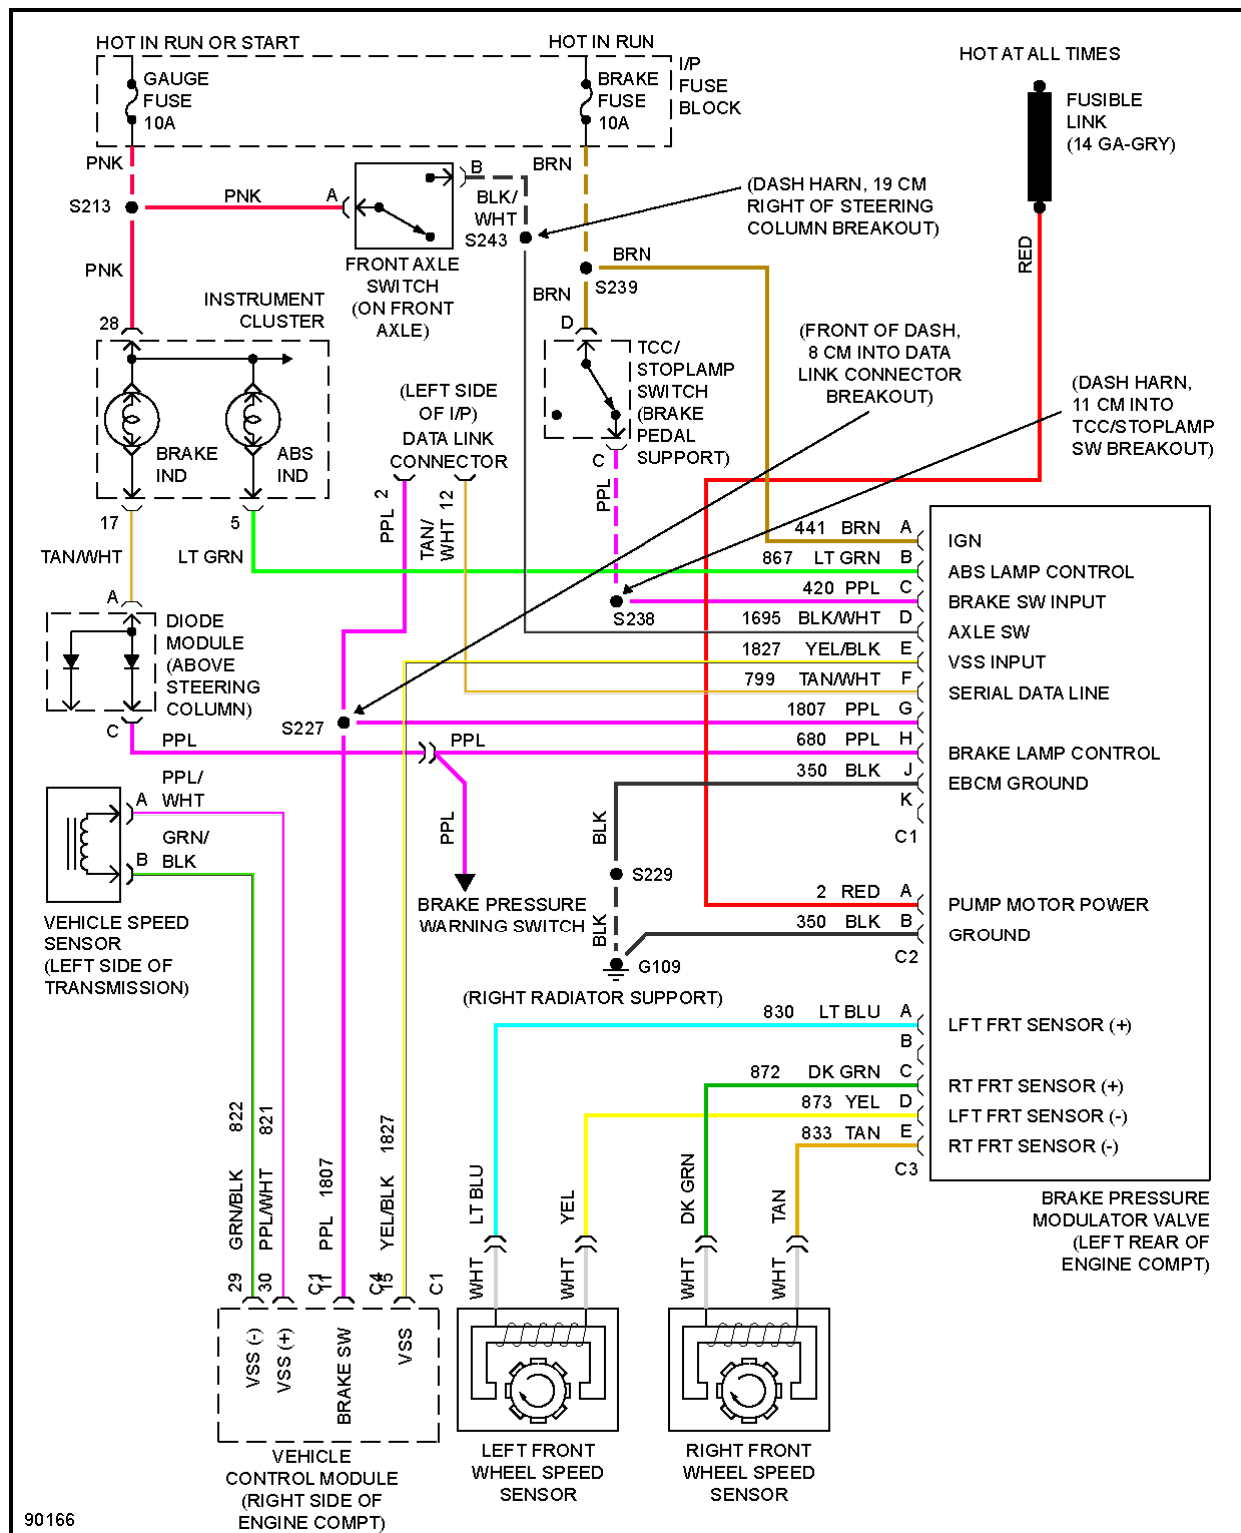 HOT IN RUN OR START
HOT IN RUN
HOT AT ALL TIMES
GAUGE
FUSE
10A
BRAKE
FUSE
10A
I/P
FUSE
BLOCK
FUSIBLE
LINK
(14 GA-GRY)
PNK
S213
PNK
A
B
BLK/
WHT
S243
BRN
(DASH HARN, 19 CM
RIGHT OF STEERING
COLUMN BREAKOUT)
PNK
FRONT AXLE
SWITCH
(ON FRONT
AXLE)
BRN
S239
BRN
RED
INSTRUMENT
CLUSTER
28
D
TCC/
STOPLAMP
SWITCH
(BRAKE
PEDAL
SUPPORT)
(FRONT OF DASH,
8 CM INTO DATA
LINK CONNECTOR
BREAKOUT)
(DASH HARN,
11 CM INTO
TCC/STOPLAMP
SW BREAKOUT)
(LEFT SIDE
OF I/P)
DATA LINK
CONNECTOR
BRAKE
IND
ABS
IND
C
PPL
17
5
TAN/WHT
LT GRN
PPL 2
TAN/
WHT 12
441 BRN A
IGN
867 LT GRN B
ABS LAMP CONTROL
420 PPL C
BRAKE SW INPUT
S238
1695 BLK/WHT D
AXLE SW
1827 YEL/BLK E
VSS INPUT
799 TAN/WHT F
SERIAL DATA LINE
1807 PPL G
680 PPL H
BRAKE LAMP CONTROL
350 BLK J
EBCM GROUND
K
C1
A
DIODE
MODULE
(ABOVE
STEERING
COLUMN)
C
PPL
S227
PPL
PPL
BRAKE PRESSURE
WARNING SWITCH
BLK
S229
BLK
G109
(RIGHT RADIATOR SUPPORT)
PPL/
WHT
A
GRN/
BLK
B
VEHICLE SPEED
SENSOR
(LEFT SIDE OF
TRANSMISSION)
2 RED A
PUMP MOTOR POWER
350 BLK B
GROUND
C2
830 LT BLU A
LFT FRT SENSOR (+)
B
872 DK GRN C
RT FRT SENSOR (+)
873 YEL D
LFT FRT SENSOR (-)
833 TAN E
RT FRT SENSOR (-)
C3
BRAKE PRESSURE
MODULATOR VALVE
(LEFT REAR OF
ENGINE COMPT)
GRN/BLK 822
PPL/WHT 821
PPL 1807
YEL/BLK 1827
LT BLU
YEL
DK GRN
TAN
WHT
WHT
WHT
WHT
29
30
C1
11
C4
15
C1
VSS (-)
VSS (+)
BRAKE SW
VSS
VEHICLE
CONTROL MODULE
(RIGHT SIDE OF
ENGINE COMPT)
LEFT FRONT
WHEEL SPEED
SENSOR
RIGHT FRONT
WHEEL SPEED
SENSOR
90166